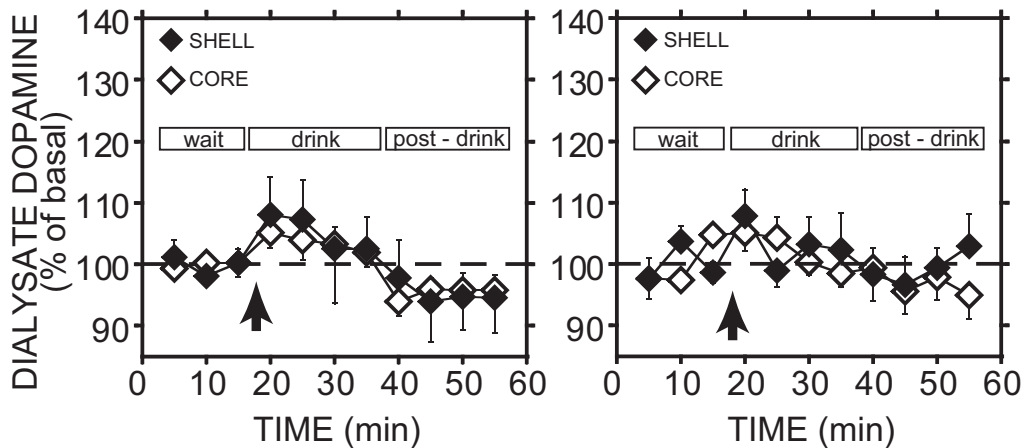 DIALYSATE DOPAMINE
(% of basal)
140
130
120
110
100
90
SHELL
CORE
wait drink post - drink
0 10 20 30 40 50 60
TIME (min)
140
130
120
110
100
90
SHELL
CORE
wait drink post - drink
0 10 20 30 40 50 60
TIME (min)